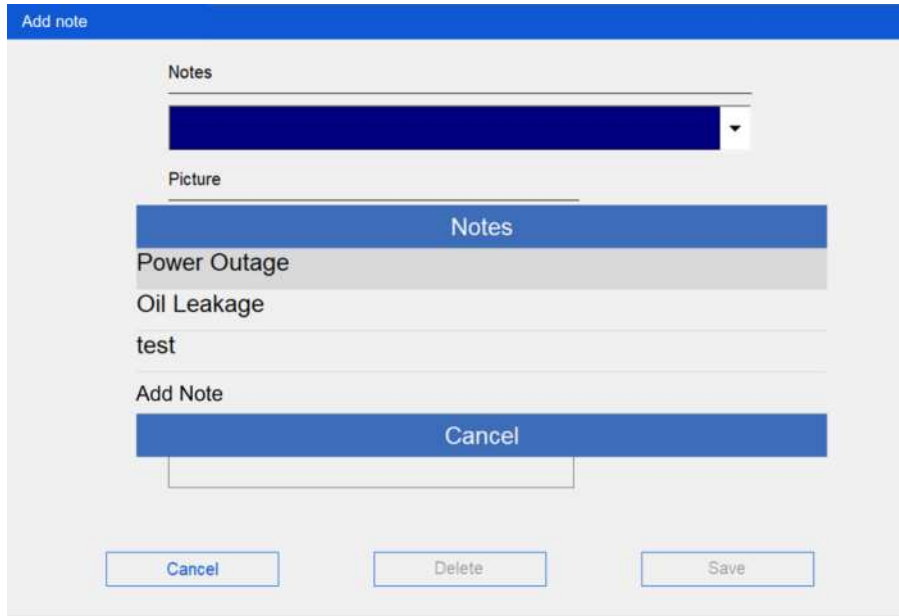 Add note
Notes
Picture
Notes
Power Outage
Oil Leakage
test
Add Note
Cancel
Cancel Delete Save